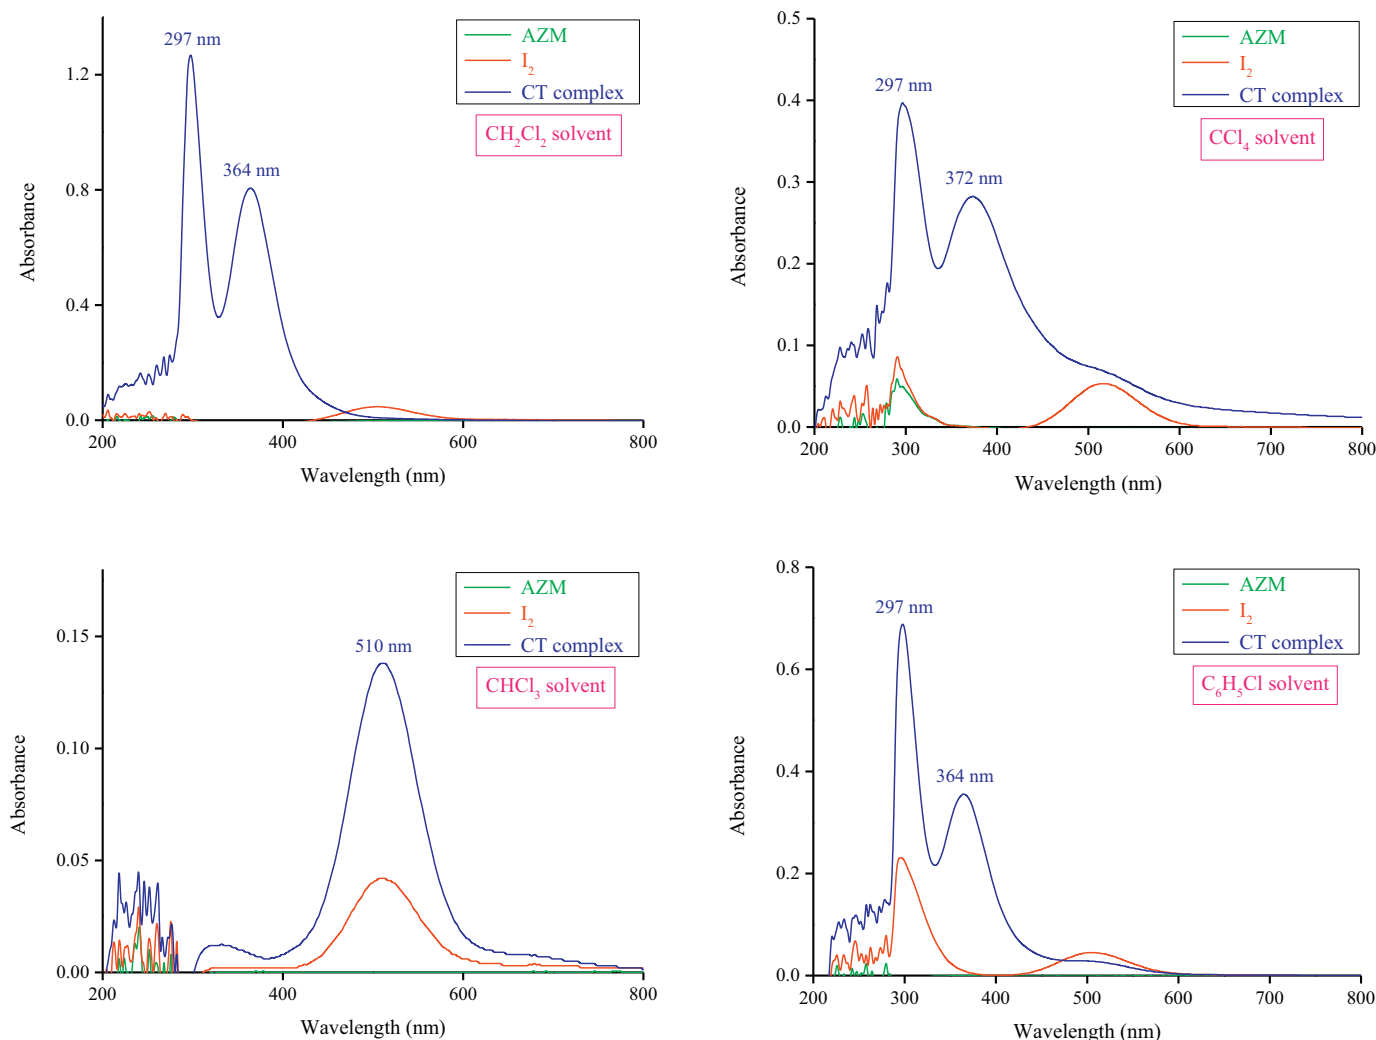 297 nm
364 nm
AZM
I₂
CT complex
CH₂Cl₂ solvent
1.2
0.8
0.4
0.0
200
400
600
800
Absorbance
Wavelength (nm)
297 nm
372 nm
AZM
I₂
CT complex
CCl₄ solvent
0.5
0.4
0.3
0.2
0.1
0.0
200
300
400
500
600
700
800
Absorbance
Wavelength (nm)
510 nm
AZM
I₂
CT complex
CHCl₃ solvent
0.15
0.10
0.05
0.00
200
400
600
800
Absorbance
Wavelength (nm)
297 nm
364 nm
AZM
I₂
CT complex
C₆H₅Cl solvent
0.8
0.6
0.4
0.2
0.0
200
300
400
500
600
700
800
Absorbance
Wavelength (nm)